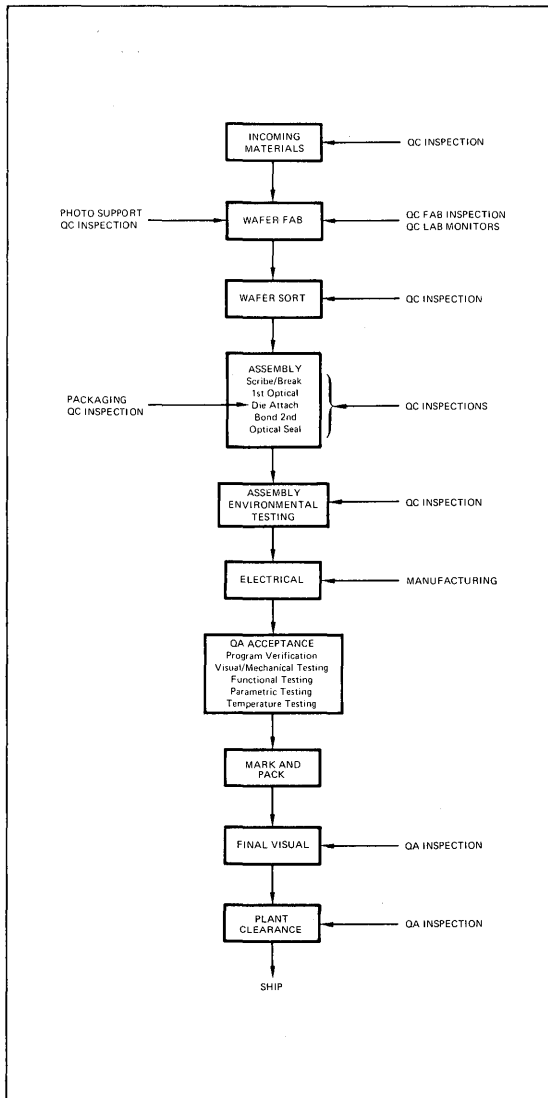 INCOMING
MATERIALS
QC INSPECTION
PHOTO SUPPORT
QC INSPECTION
WAFER FAB
QC FAB INSPECTION
QC LAB MONITORS
WAFER SORT
QC INSPECTION
PACKAGING
QC INSPECTION
ASSEMBLY
Scribe/Break
1st Optical
Die Attach
Bond 2nd
Optical Seal
QC INSPECTIONS
ASSEMBLY
ENVIRONMENTAL
TESTING
QC INSPECTION
ELECTRICAL
MANUFACTURING
QA ACCEPTANCE
Program Verification
Visual/Mechanical Testing
Functional Testing
Parametric Testing
Temperature Testing
MARK AND
PACK
FINAL VISUAL
QA INSPECTION
PLANT
CLEARANCE
QA INSPECTION
SHIP